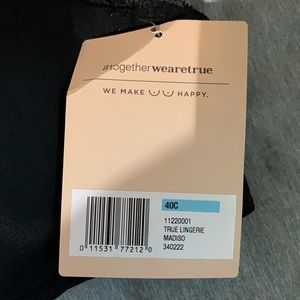 #togetherwearetrue
WE MAKE HAPPY.
40C
11220001
TRUE LINGERIE
MADISO
340222
0 11531 77212 0